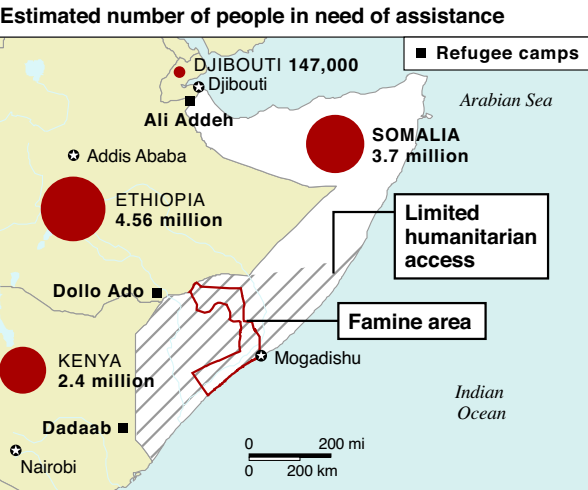 Estimated number of people in need of assistance
Refugee camps
DJIBOUTI 147,000
Djibouti
Ali Addeh
Arabian Sea
SOMALIA
3.7 million
Addis Ababa
ETHIOPIA
4.56 million
Limited
humanitarian
access
Dollo Ado
Famine area
Mogadishu
KENYA
2.4 million
Indian
Ocean
Dadaab
0 200 mi
0 200 km
Nairobi